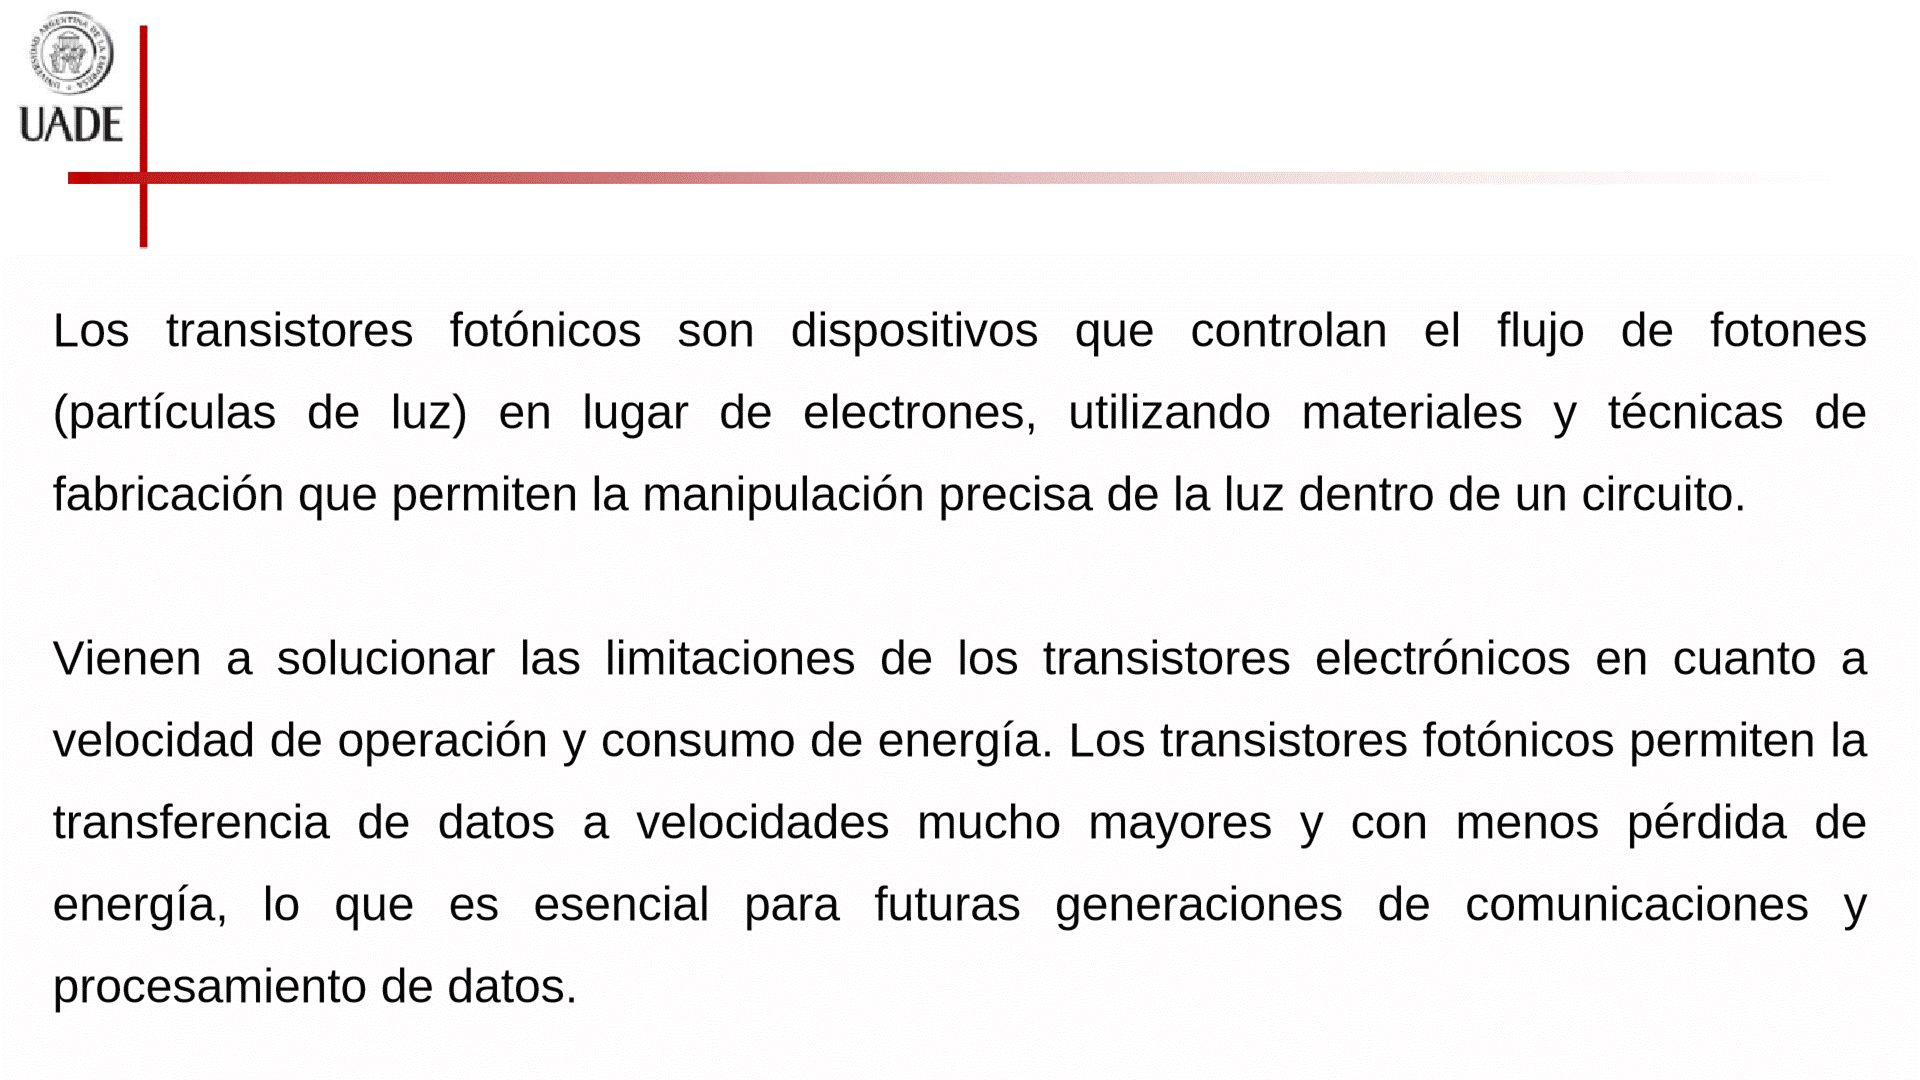 UNIVERSIDAD ARGENTINA DE LA EMPRESA
UADE
Los transistores fotónicos son dispositivos que controlan el flujo de fotones
(partículas de luz) en lugar de electrones, utilizando materiales y técnicas de
fabricación que permiten la manipulación precisa de la luz dentro de un circuito.
Vienen a solucionar las limitaciones de los transistores electrónicos en cuanto a
velocidad de operación y consumo de energía. Los transistores fotónicos permiten la
transferencia de datos a velocidades mucho mayores y con menos pérdida de
energía, lo que es esencial para futuras generaciones de comunicaciones y
procesamiento de datos.